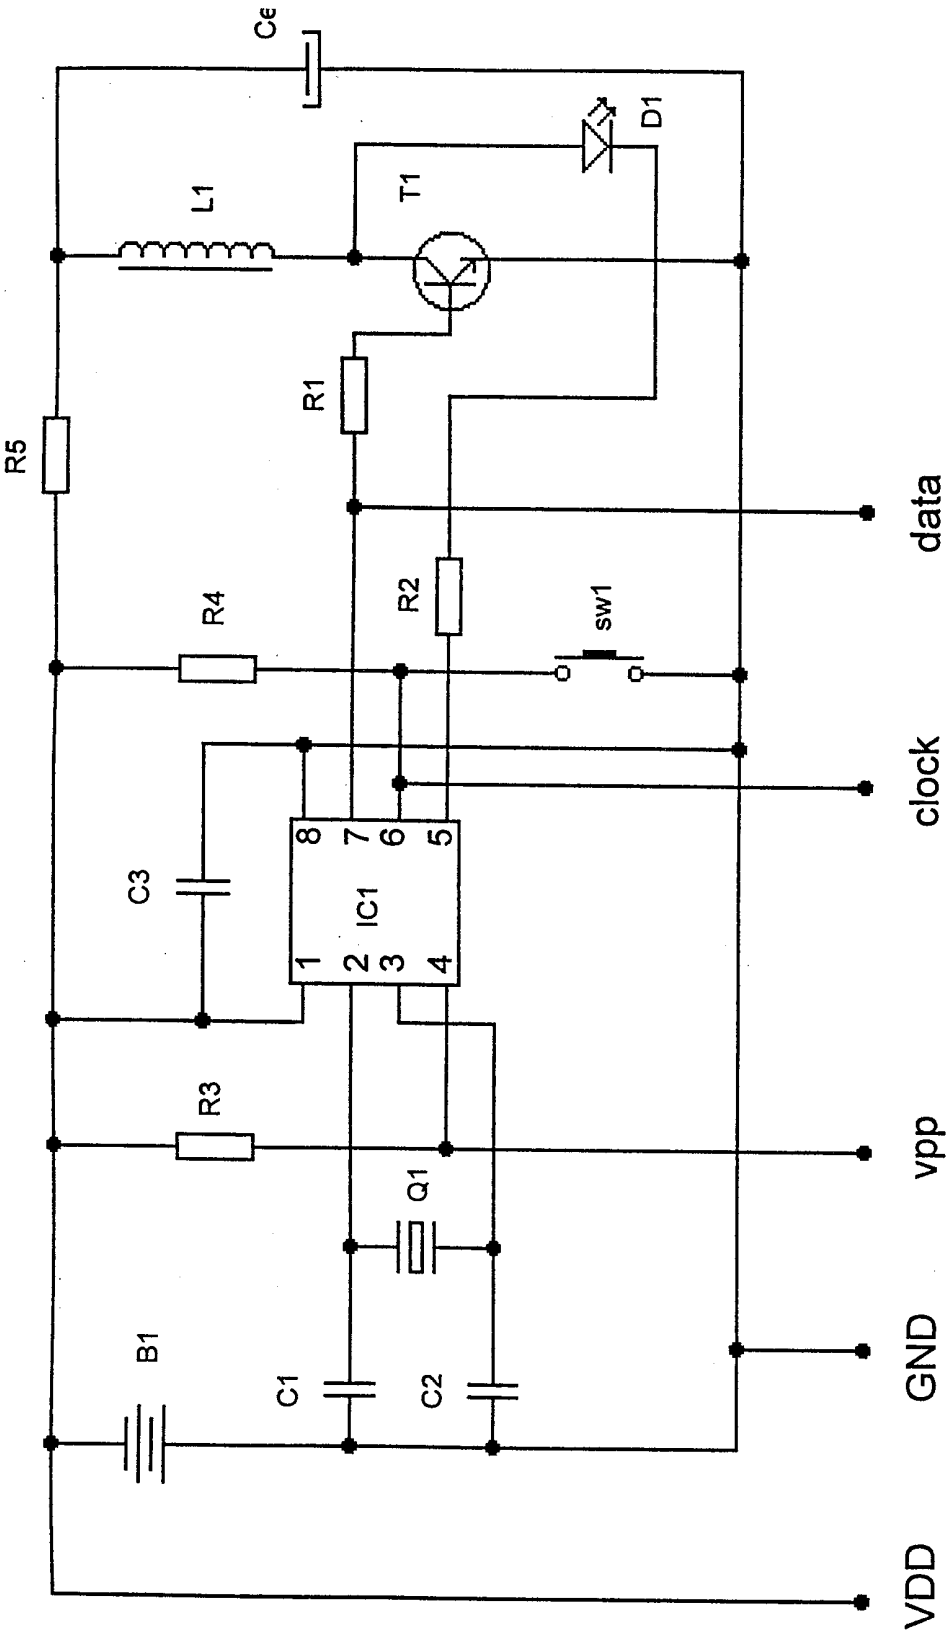 Ce
L1
D1
T1
R5
R1
data
R4
R2
sw1
C3
8 7 6 5
IC1
1 2 3 4
clock
R3
Q1
vpp
B1
C1
C2
GND
VDD